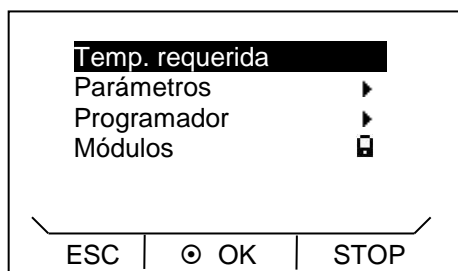 Temp. requerida
Parámetros
Programador
Módulos
ESC OK STOP